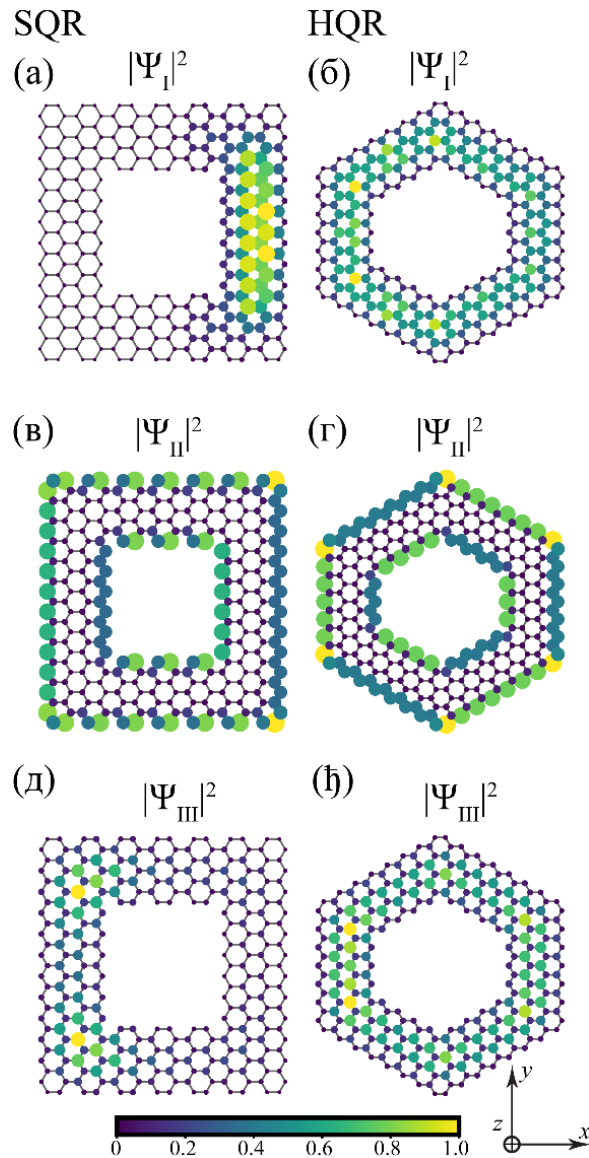 SQR HQR
(а) |Ψ_I|² (б) |Ψ_I|²
(в) |Ψ_II|² (г) |Ψ_II|²
(д) |Ψ_III|² (ђ) |Ψ_III|²
y
z x
0 0.2 0.4 0.6 0.8 1.0